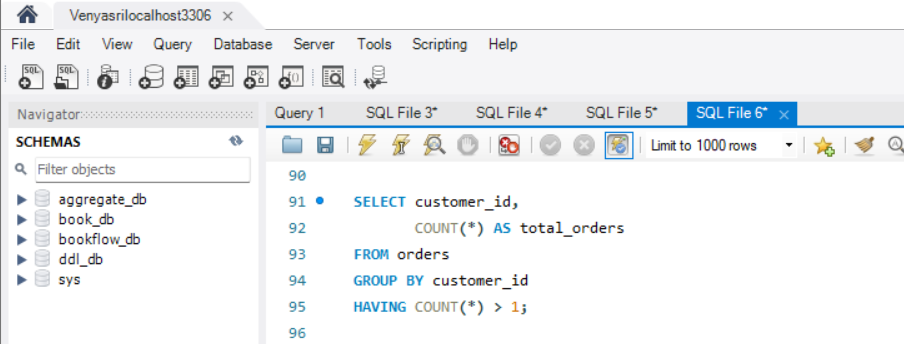 Venyasrilocalhost3306 ×
File Edit View Query Database Server Tools Scripting Help
Navigator
Query 1 SQL File 3* SQL File 4* SQL File 5* SQL File 6* ×
SCHEMAS
Limit to 1000 rows
Filter objects
aggregate_db
book_db
bookflow_db
ddl_db
sys
90
91 SELECT customer_id,
92 COUNT(*) AS total_orders
93 FROM orders
94 GROUP BY customer_id
95 HAVING COUNT(*) > 1;
96